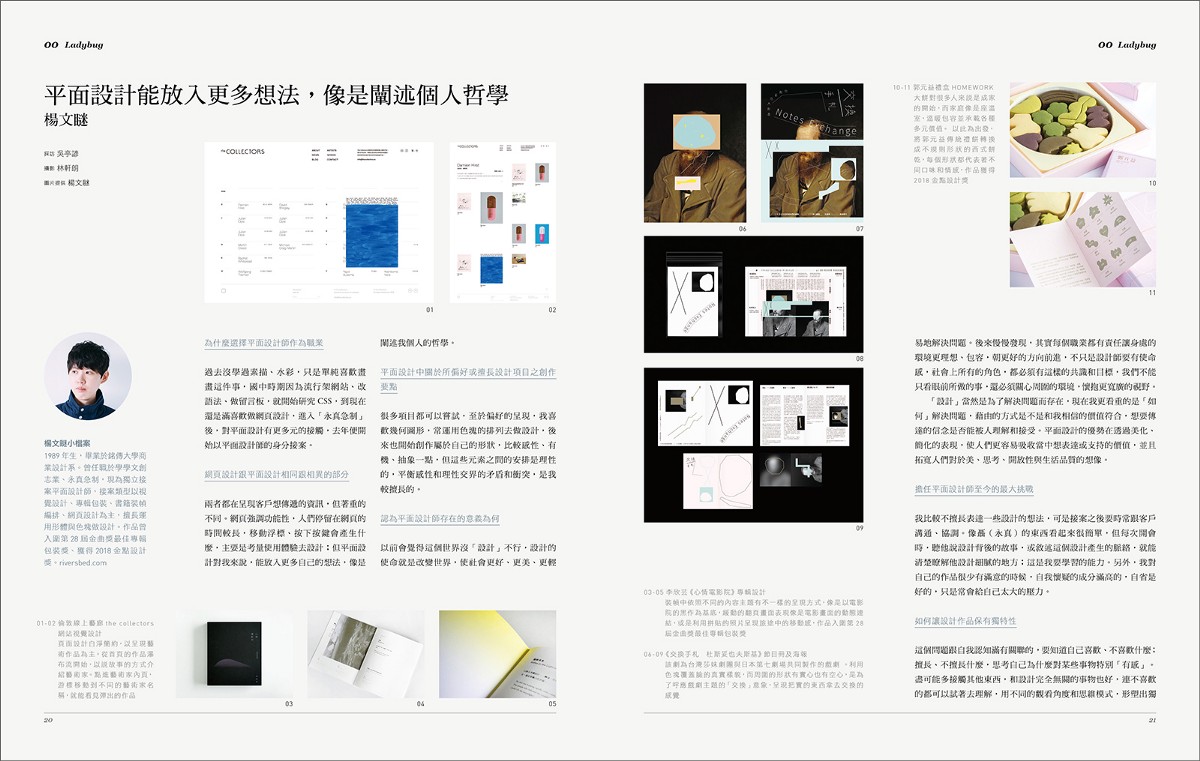 OO Ladybug
平面設計能放入更多想法，像是闡述個人哲學
楊文瞇
採訪 吳亭諺
攝影 林軒朗
圖片提供 楊文瞇
THE COLLECTORS
01
02
楊文瞇小檔案
1989 年生，畢業於銘傳大學商
業設計系。曾任職於學學文創
志業、永真急制，現為獨立接
案平面設計師。接案類型以視
覺設計、專輯包裝、書籍裝幀
編排、網頁設計為主，擅長運
用形體與色塊做設計。作品曾
入圍第 28 屆金曲獎最佳專輯
包裝獎、獲得 2018 金點設計
獎。riversbed.com
為什麼選擇平面設計師作為職業
過去沒學過素描、水彩，只是單純喜歡畫
畫這件事，國中時期因為流行架網站、改
語法、做留言板，就開始研究 CSS，到現在
還是滿喜歡做網頁設計。進入「永真急制」
後，對平面設計有更多元的接觸，去年便開
始以平面設計師的身分接案。
網頁設計跟平面設計相同跟相異的部分
兩者都在呈現客戶想傳遞的資訊，但著重的
不同。網頁強調功能性，人們停留在網頁的
時間較長，移動浮標、按下按鍵會產生什
麼，主要是考量使用體驗去設計；但平面設
計對我來說，能放入更多自己的想法，像是
闡述我個人的哲學。
平面設計中關於所偏好或擅長設計項目之創作
要點
很多項目都可以嘗試，至於偏好的呈現，我喜
歡幾何圖形、常運用色塊的排列去做設計，後
來也開始創作屬於自己的形狀，比較感性、有
機、抽象一點，但這些元素之間的安排是理性
的，平衡感性和理性交界的矛盾和衝突，是我
較擅長的。
認為平面設計師存在的意義為何
以前會覺得這個世界沒「設計」不行，設計的
使命就是改變世界，使社會更好、更美、更輕
01-02 倫敦線上藝廊 the collectors
網站視覺設計
頁面設計白淨簡約，以呈現藝
術作品為主，從首頁的作品瀑
布流開始，以說故事的方式介
紹藝術家。點進藝術家內頁，
游標移動到不同的藝術家名
稱，就能看見彈出的作品
03
04
05
20
OO Ladybug
交換
手札
Notes Exchange
06
07
08
09
10-11 郭元益禮盒 HOMEWORK
大餅對很多人來說是成家
的開始，而家庭像是座溫
室，溫暖包容並承載各種
多元價值。以此為出發，
將郭元益傳統禮餅轉換
成不規則形狀的西式餅
乾，每個形狀都代表著不
同口味和情感。作品獲得
2018 金點設計獎
10
11
03-05 李欣芸《心情電影院》專輯設計
裝幀中依照不同的內容主題有不一樣的呈現方式，像是以電影
院的黑作為基底，緩動的翻頁畫面表現像是電影畫面的動態連
結，或是利用拼貼的照片呈現旅途中的移動感。作品入圍第 28
屆金曲獎最佳專輯包裝獎
06-09《交換手札　杜斯妥也夫斯基》節目冊及海報
該劇為台灣莎妹劇團與日本第七劇場共同製作的戲劇，利用
色塊覆蓋臉的真實樣貌，而周圍的形狀有實心也有空心，是為
了呼應戲劇主題的「交換」意象，呈現把實的東西拿去交換的
感覺
易地解決問題。後來慢慢發現，其實每個職業都有責任讓身處的
環境更理想、包容，朝更好的方向前進，不只是設計師要有使命
感，社會上所有的角色，都必須有這樣的共識和目標，我們不能
只看眼前所做的事，還必須關心周圍的環境，懷抱更寬廣的視野。
「設計」當然是為了解決問題而存在，現在我更看重的是「如
何」解決問題，藉由的方式是不是和我相信的價值符合，想要傳
達的信念是否能被人理解和接受。平面設計的優勢在透過美化、
簡化的表現，使人們更容易吸收當中想表達或支持的價值，並且
拓寬人們對於美、思考、開放性與生活品質的想像。
擔任平面設計師至今的最大挑戰
我比較不擅長表達一些設計的想法，可是接案之後要時常跟客戶
溝通、協調。像聶（永真）的東西看起來很簡單，但每次開會
時，聽他說設計背後的故事，或敘述這個設計產生的脈絡，就能
清楚瞭解他設計細膩的地方；這是我要學習的能力。另外，我對
自己的作品很少有滿意的時候，自我懷疑的成分滿高的，自省是
好的，只是常會給自己太大的壓力。
如何讓設計作品保有獨特性
這個問題跟自我認知滿有關聯的，要知道自己喜歡、不喜歡什麼；
擅長、不擅長什麼，思考自己為什麼對某些事物特別「有感」。
盡可能多接觸其他東西，和設計完全無關的事物也好，連不喜歡
的都可以試著去理解，用不同的觀看角度和思維模式，形塑出獨
21